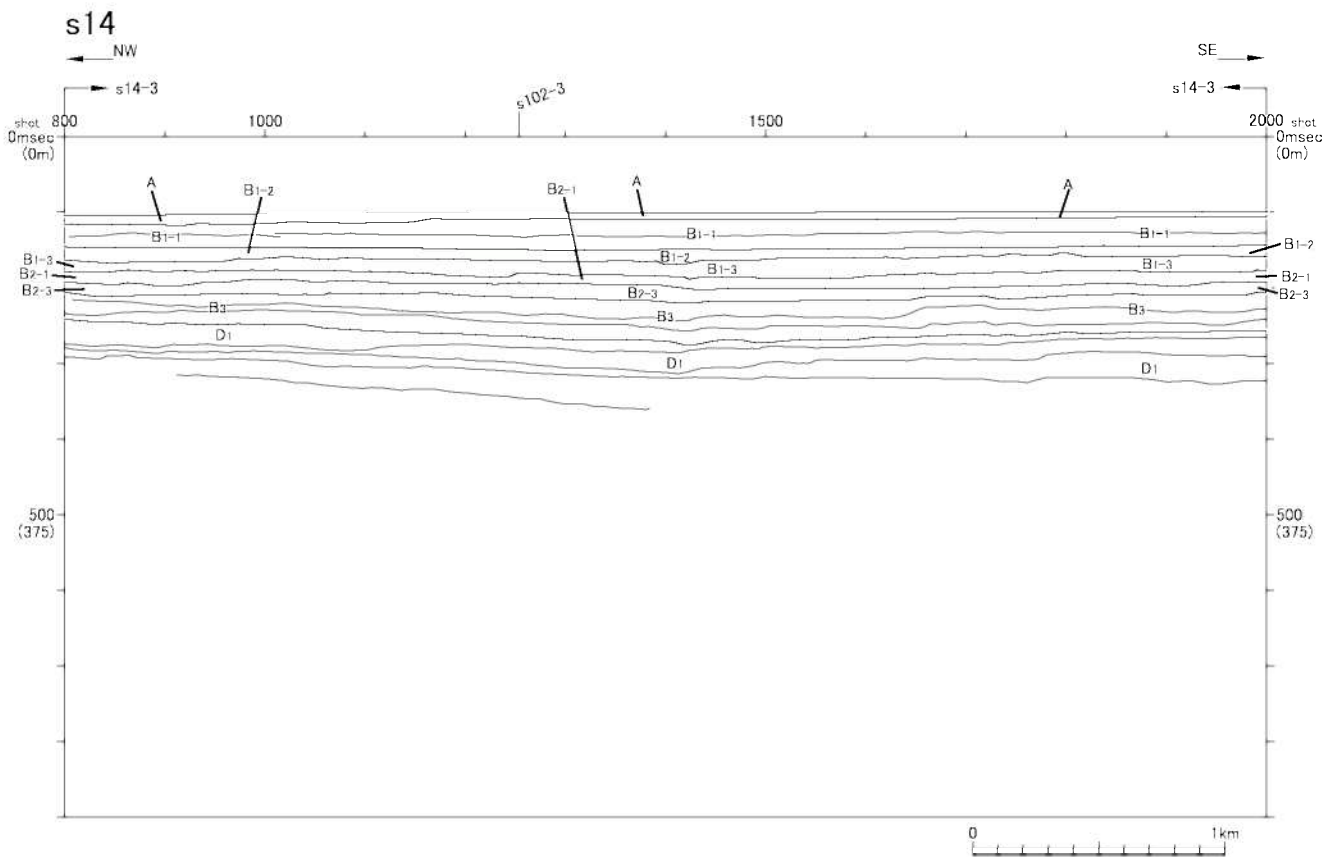 s14
NW SE
s14-3 s102-3 s14-3
shot 800 1000 1500 2000 shot
0msec 0msec
(0m) (0m)
A B1-2 B2-1 A A
B1-1 B1-1 B1-1
B1-2 B1-2
B1-3 B1-3 B1-3
B2-1 B2-1
B2-3 B2-3 B2-3
B3 B3 B3
D1 D1 D1
500 500
(375) (375)
0 1km